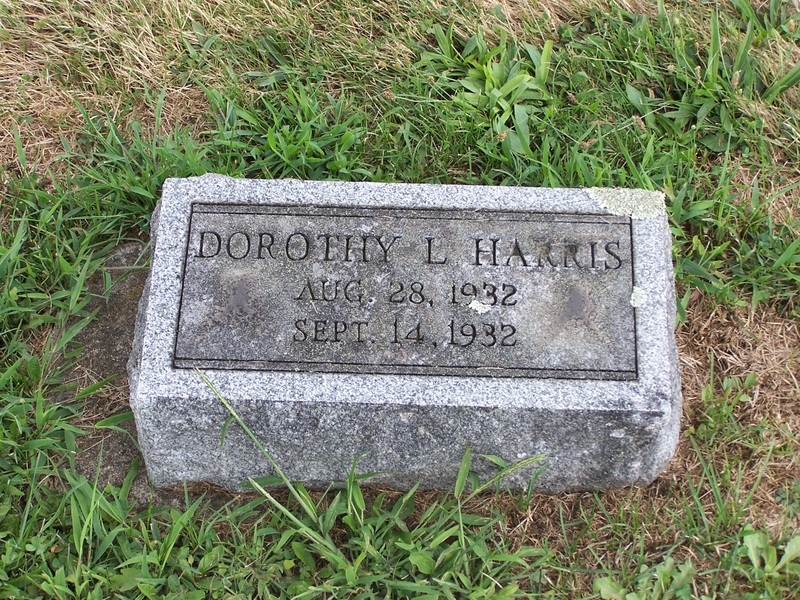 DOROTHY L HARRIS
AUG. 28, 1932
SEPT. 14, 1932